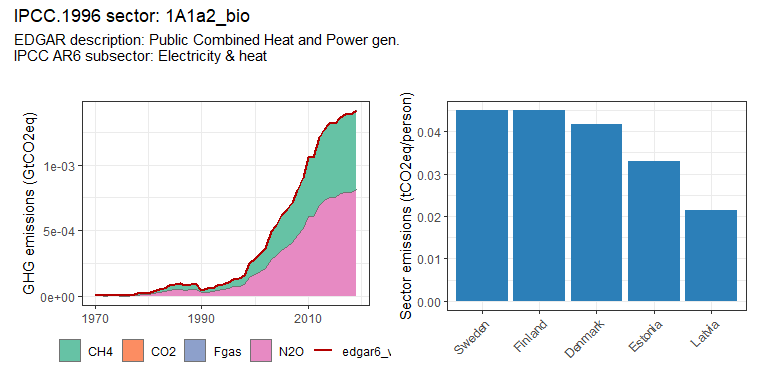 IPCC.1996 sector: 1A1a2_bio
EDGAR description: Public Combined Heat and Power gen.
IPCC AR6 subsector: Electricity & heat
GHG emissions (GtCO2eq)
1e-03
5e-04
0e+00
1970
1990
2010
CH4
CO2
Fgas
N2O
Sector emissions (tCO2eq/person)
0.04
0.03
0.02
0.01
0.00
Sweden
Finland
Denmark
Estonia
Latvia